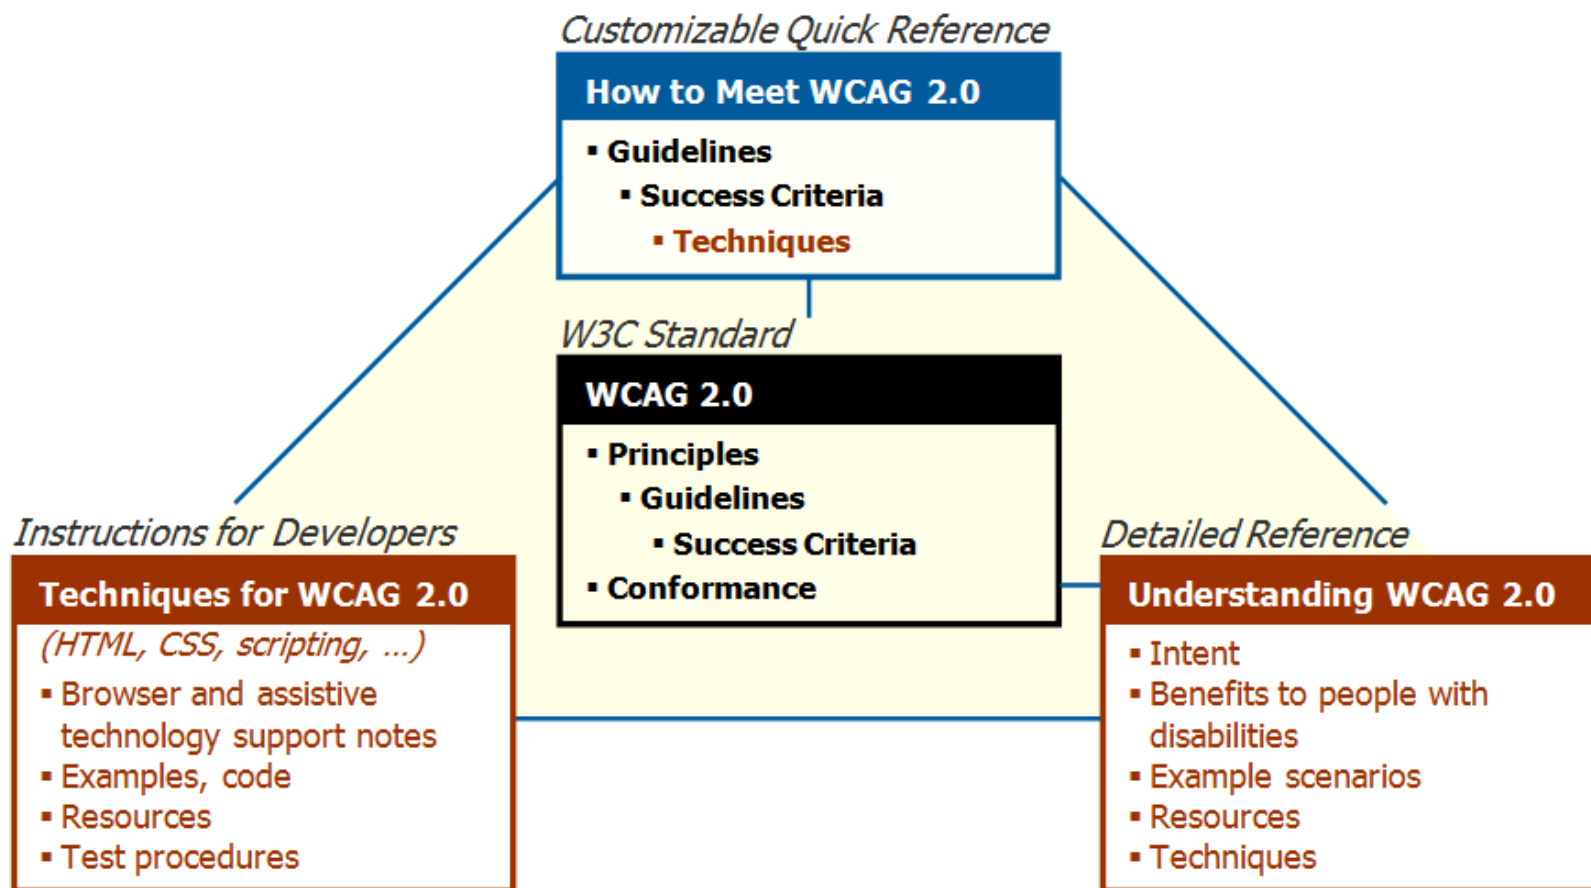 Customizable Quick Reference
How to Meet WCAG 2.0
▪ Guidelines
▪ Success Criteria
▪ Techniques
W3C Standard
WCAG 2.0
▪ Principles
▪ Guidelines
▪ Success Criteria
▪ Conformance
Instructions for Developers
Techniques for WCAG 2.0
(HTML, CSS, scripting, ...)
▪ Browser and assistive
technology support notes
▪ Examples, code
▪ Resources
▪ Test procedures
Detailed Reference
Understanding WCAG 2.0
▪ Intent
▪ Benefits to people with
disabilities
▪ Example scenarios
▪ Resources
▪ Techniques